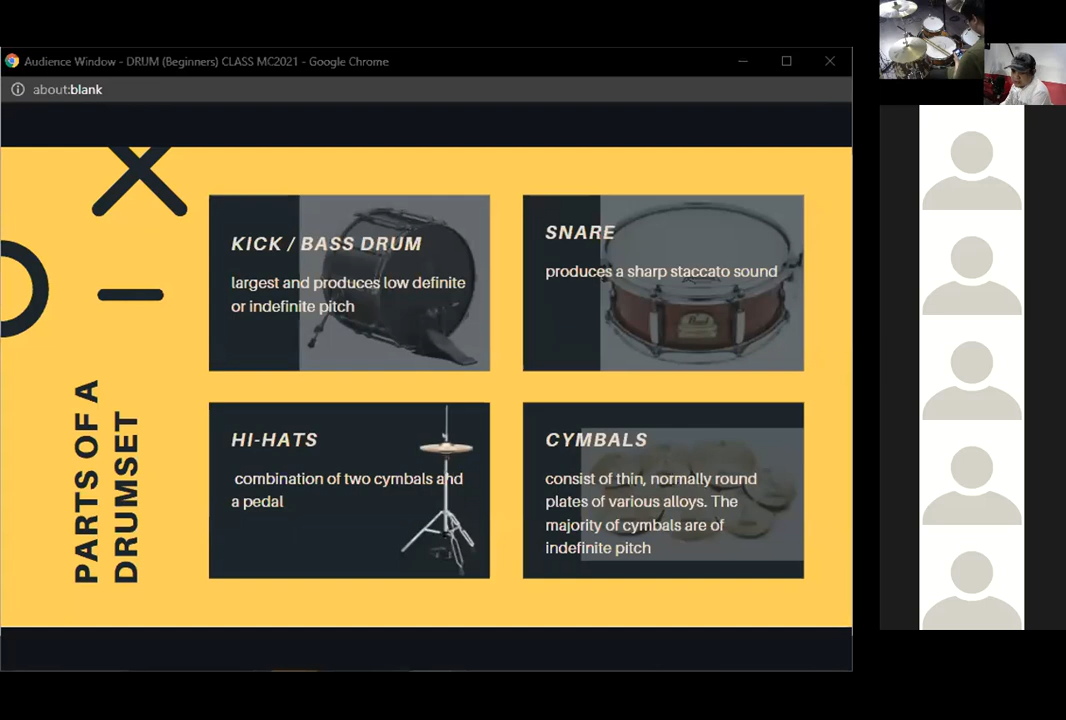 Audience Window - DRUM (Beginners) CLASS MC2021 - Google Chrome
about:blank
PARTS OF A
DRUMSET
KICK / BASS DRUM
largest and produces low definite
or indefinite pitch
SNARE
produces a sharp staccato sound
Pearl
HI-HATS
combination of two cymbals and
a pedal
CYMBALS
consist of thin, normally round
plates of various alloys. The
majority of cymbals are of
indefinite pitch